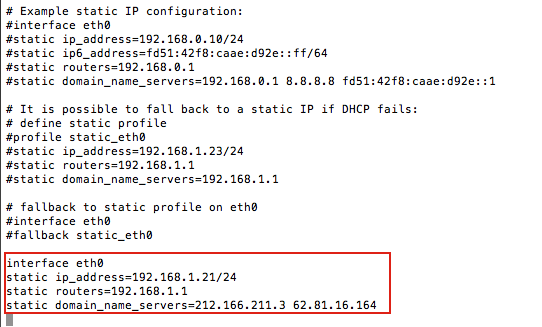 # Example static IP configuration:
#interface eth0
#static ip_address=192.168.0.10/24
#static ip6_address=fd51:42f8:caae:d92e::ff/64
#static routers=192.168.0.1
#static domain_name_servers=192.168.0.1 8.8.8.8 fd51:42f8:caae:d92e::1
# It is possible to fall back to a static IP if DHCP fails:
# define static profile
#profile static_eth0
#static ip_address=192.168.1.23/24
#static routers=192.168.1.1
#static domain_name_servers=192.168.1.1
# fallback to static profile on eth0
#interface eth0
#fallback static_eth0
interface eth0
static ip_address=192.168.1.21/24
static routers=192.168.1.1
static domain_name_servers=212.166.211.3 62.81.16.164